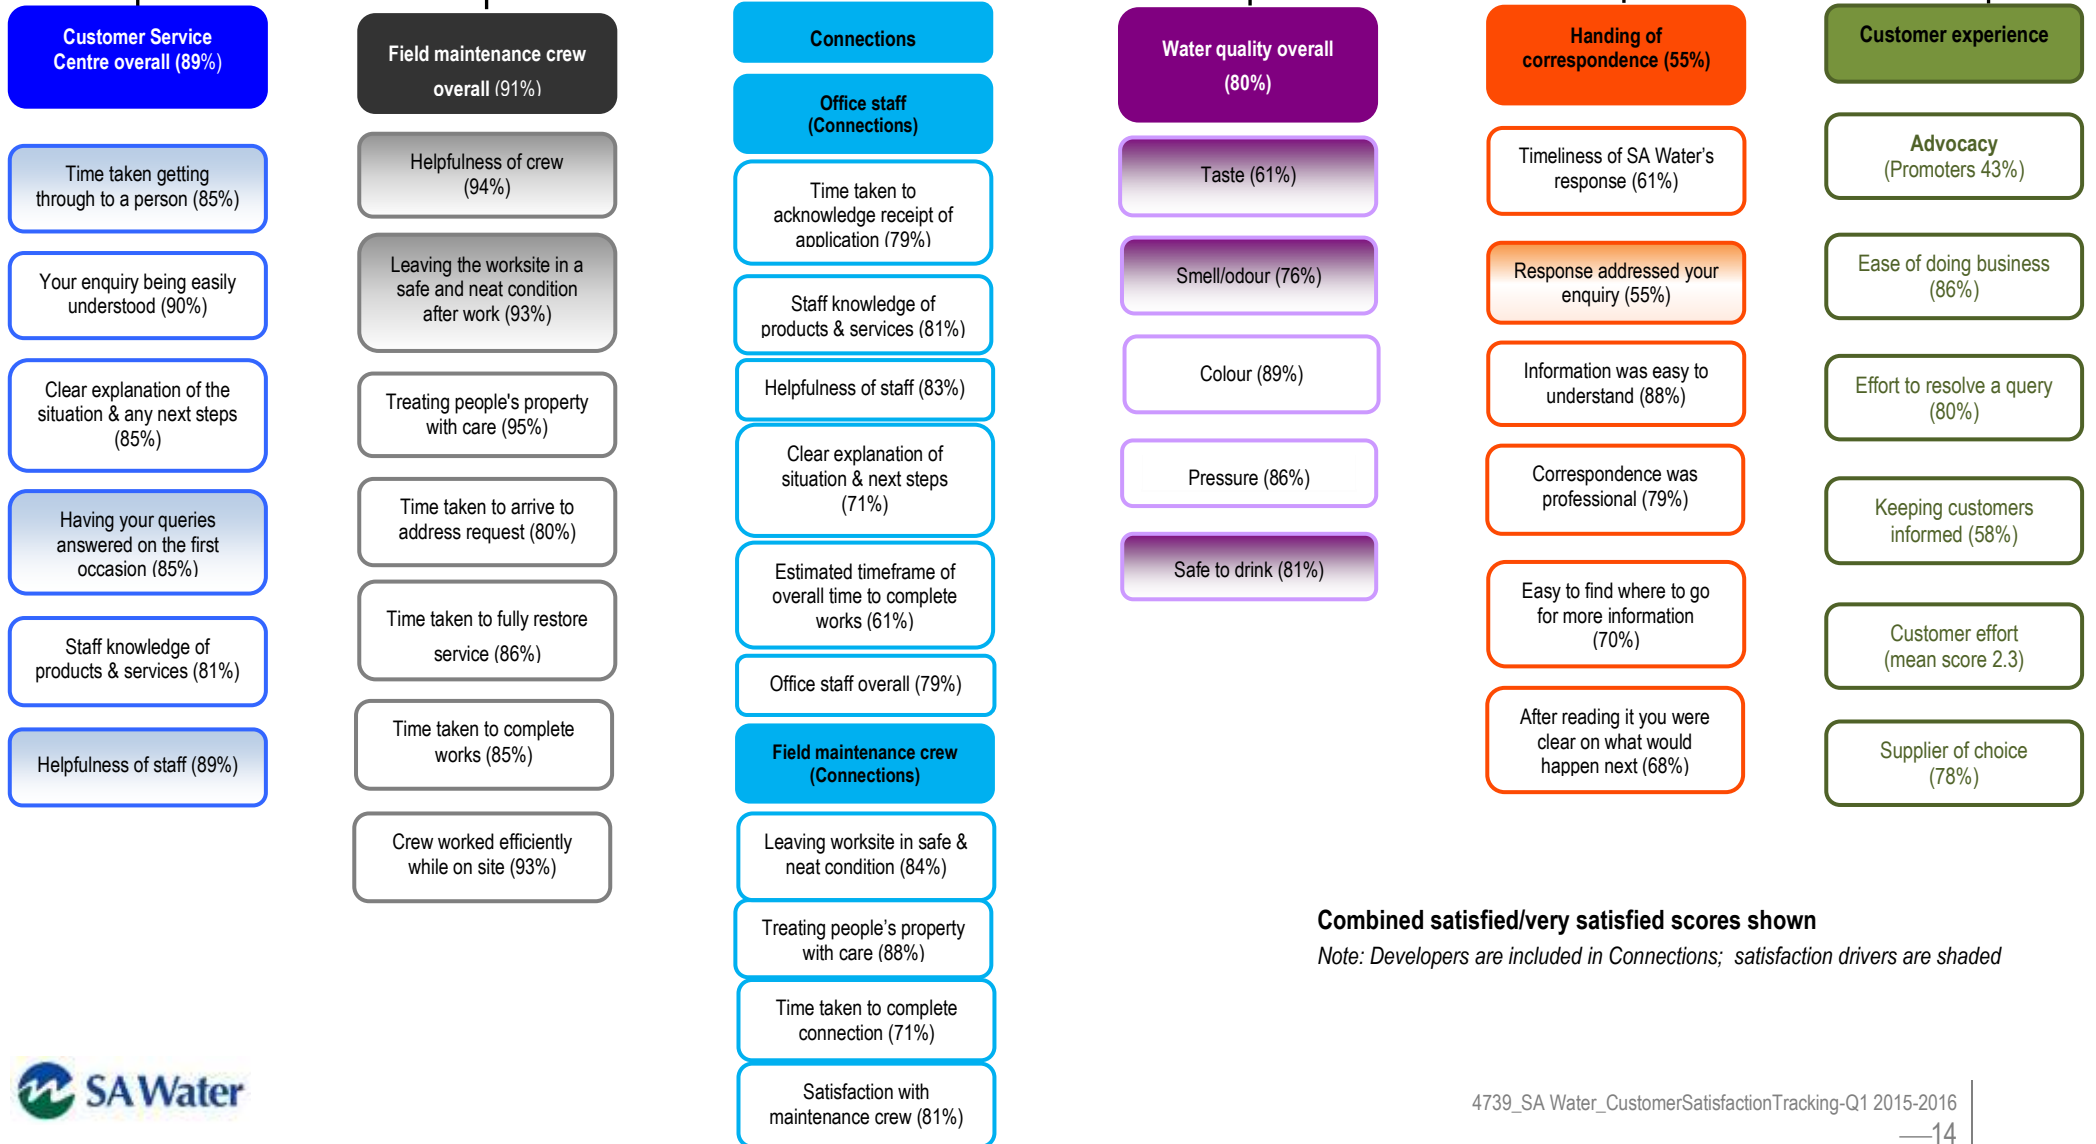 Customer Service
Centre overall (89%)
Time taken getting
through to a person (85%)
Your enquiry being easily
understood (90%)
Clear explanation of the
situation & any next steps
(85%)
Having your queries
answered on the first
occasion (85%)
Staff knowledge of
products & services (81%)
Helpfulness of staff (89%)
Field maintenance crew
overall (91%)
Helpfulness of crew
(94%)
Leaving the worksite in a
safe and neat condition
after work (93%)
Treating people's property
with care (95%)
Time taken to arrive to
address request (80%)
Time taken to fully restore
service (86%)
Time taken to complete
works (85%)
Crew worked efficiently
while on site (93%)
Connections
Office staff
(Connections)
Time taken to
acknowledge receipt of
application (79%)
Staff knowledge of
products & services (81%)
Helpfulness of staff (83%)
Clear explanation of
situation & next steps
(71%)
Estimated timeframe of
overall time to complete
works (61%)
Office staff overall (79%)
Field maintenance crew
(Connections)
Leaving worksite in safe &
neat condition (84%)
Treating people’s property
with care (88%)
Time taken to complete
connection (71%)
Satisfaction with
maintenance crew (81%)
Water quality overall
(80%)
Taste (61%)
Smell/odour (76%)
Colour (89%)
Pressure (86%)
Safe to drink (81%)
Handing of
correspondence (55%)
Timeliness of SA Water’s
response (61%)
Response addressed your
enquiry (55%)
Information was easy to
understand (88%)
Correspondence was
professional (79%)
Easy to find where to go
for more information
(70%)
After reading it you were
clear on what would
happen next (68%)
Customer experience
Advocacy
(Promoters 43%)
Ease of doing business
(86%)
Effort to resolve a query
(80%)
Keeping customers
informed (58%)
Customer effort
(mean score 2.3)
Supplier of choice
(78%)
Combined satisfied/very satisfied scores shown
Note: Developers are included in Connections; satisfaction drivers are shaded
SA Water
4739_SA Water_CustomerSatisfactionTracking-Q1 2015-2016
—14